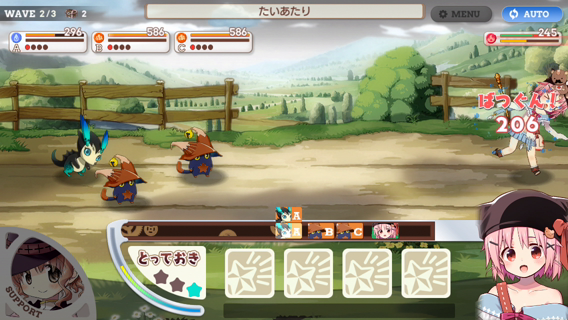 WAVE 2/3 2
たいあたり
MENU
AUTO
296
586
586
245
A
B
C
ばつぐん!
206
A
A B C
とっておき
SUPPORT